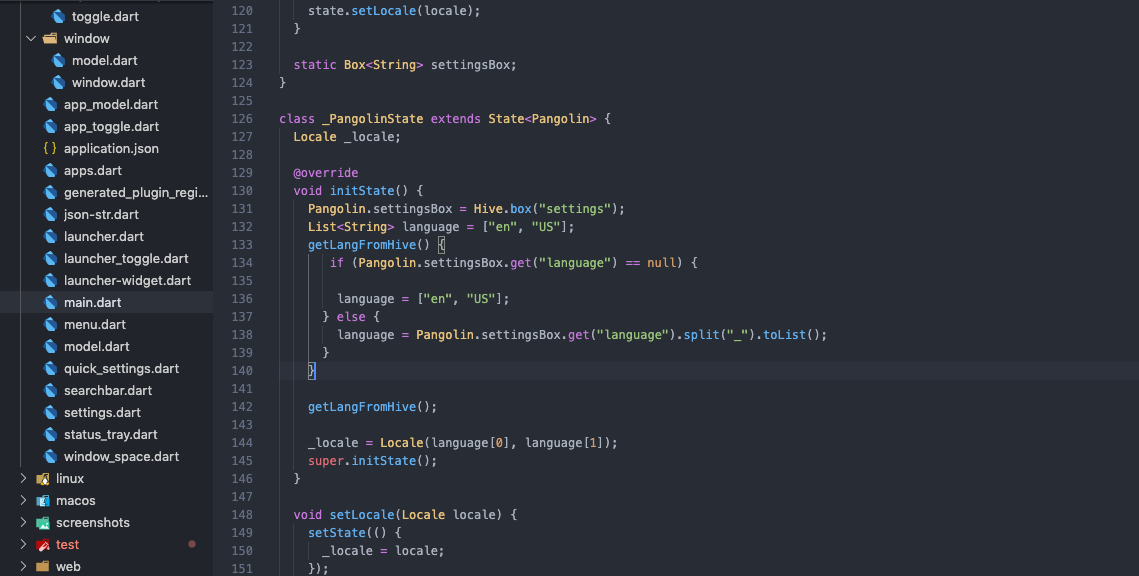 toggle.dart
window
model.dart
window.dart
app_model.dart
app_toggle.dart
{ } application.json
apps.dart
generated_plugin_regi...
json-str.dart
launcher.dart
launcher_toggle.dart
launcher-widget.dart
main.dart
menu.dart
model.dart
quick_settings.dart
searchbar.dart
settings.dart
status_tray.dart
window_space.dart
linux
macos
screenshots
test
web
120 state.setLocale(locale);
121 }
122
123 static Box<String> settingsBox;
124 }
125
126 class _PangolinState extends State<Pangolin> {
127 Locale _locale;
128
129 @override
130 void initState() {
131 Pangolin.settingsBox = Hive.box("settings");
132 List<String> language = ["en", "US"];
133 getLangFromHive() {
134 if (Pangolin.settingsBox.get("language") == null) {
135
136 language = ["en", "US"];
137 } else {
138 language = Pangolin.settingsBox.get("language").split("_").toList();
139 }
140 }
141
142 getLangFromHive();
143
144 _locale = Locale(language[0], language[1]);
145 super.initState();
146 }
147
148 void setLocale(Locale locale) {
149 setState(() {
150 _locale = locale;
151 });